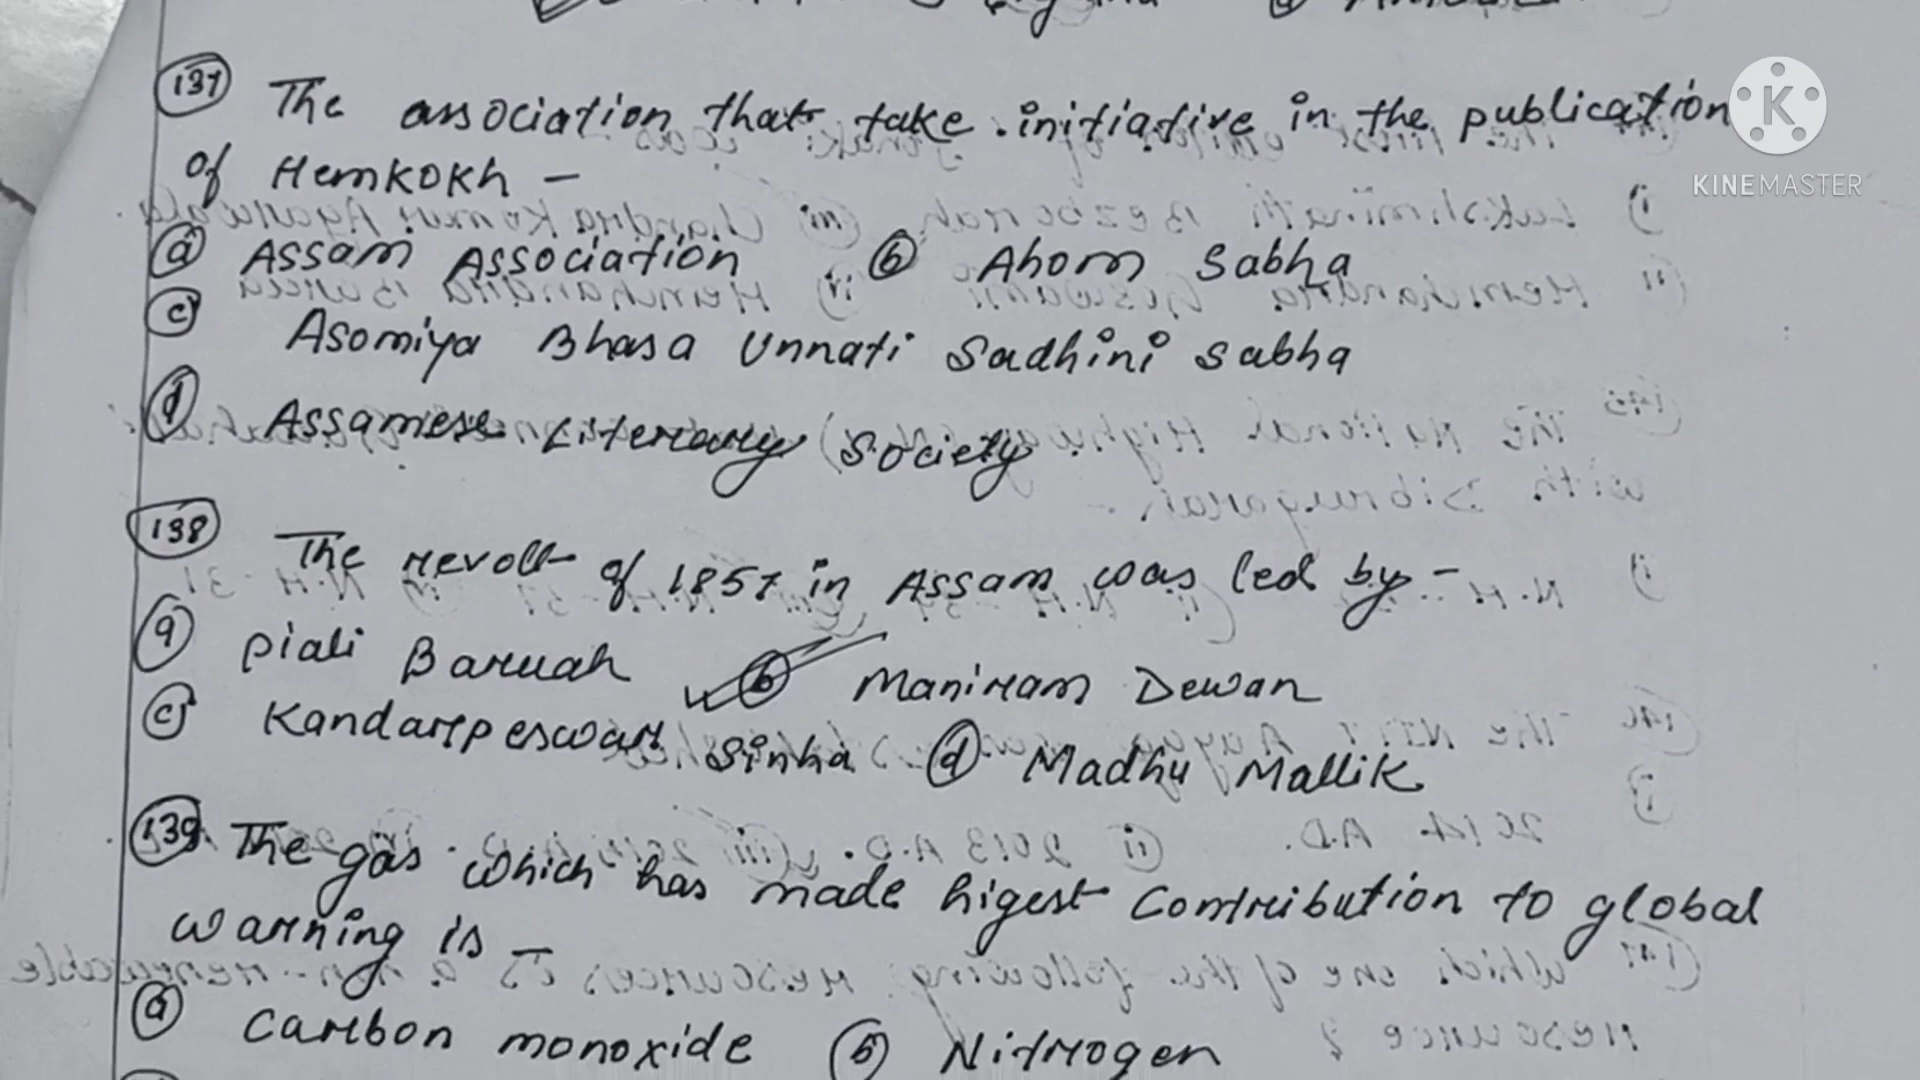 137 The association that take initiative in the publication
of Hemkokh -
a Assam Association b Ahom Sabha
c Asomiya Bhasa Unnati Sadhini Sabha
d Assamese Literary Society
138 The revolt of 1857 in Assam was led by -
a Piali Baruah b Maniram Dewan
c Kandarpeswar Sinha d Madhu Mallik
139 The gas which has made higest contribution to global
warning is -
a Carbon monoxide b Nitrogen
KINEMASTER